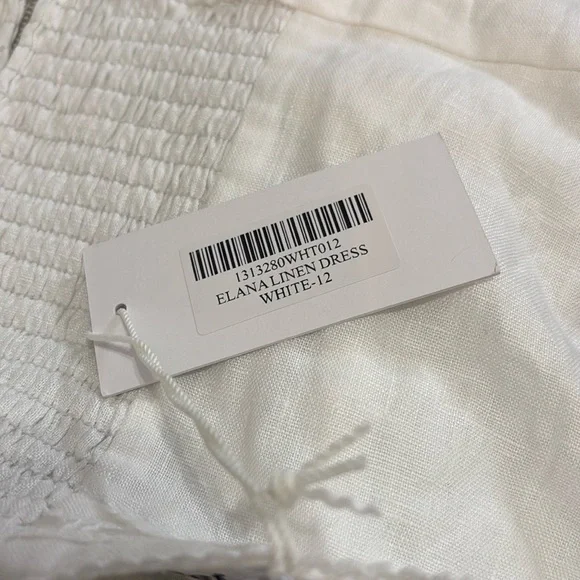 1313280WHT012
ELANA LINEN DRESS
WHITE-12